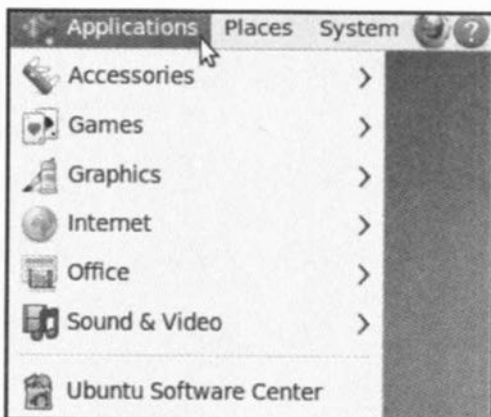 Applications Places System ?
Accessories
Games
Graphics
Internet
Office
Sound & Video
Ubuntu Software Center